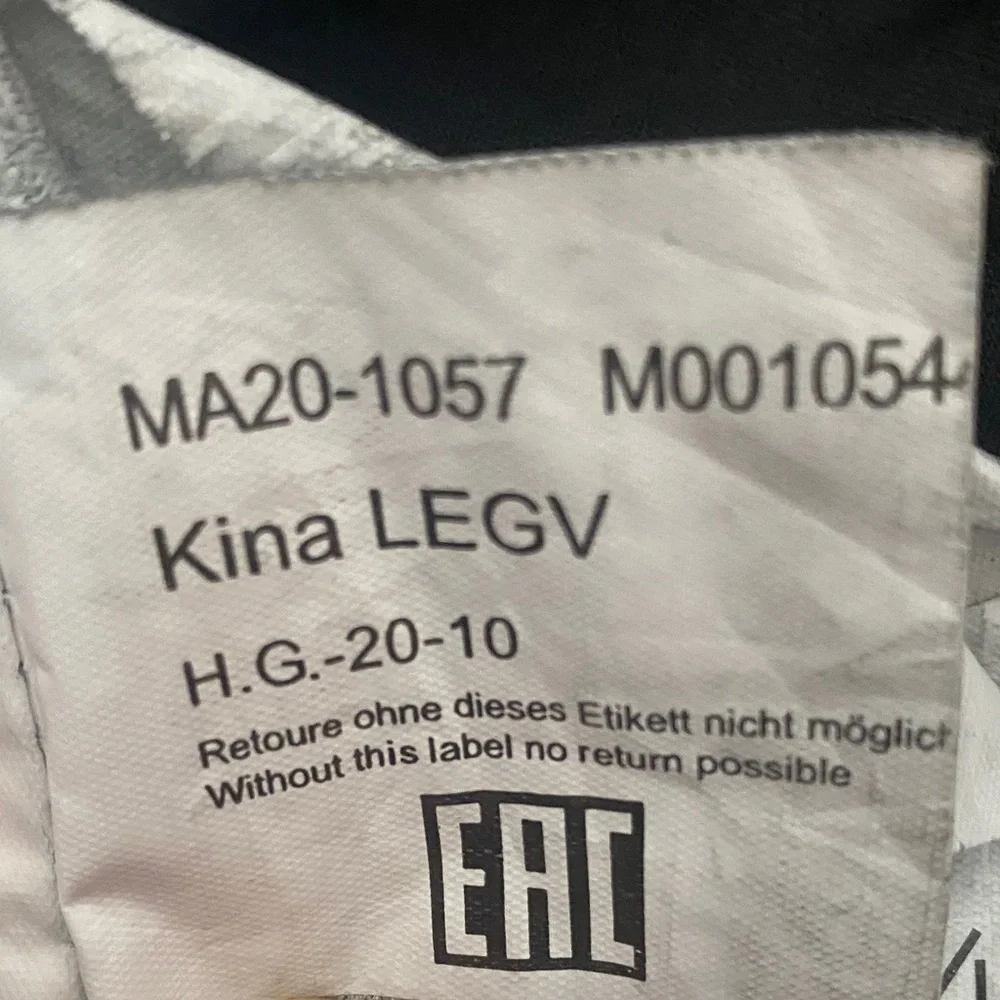 MA20-1057 M001054
Kina LEGV
H.G.-20-10
Retoure ohne dieses Etikett nicht möglich
Without this label no return possible
EAC